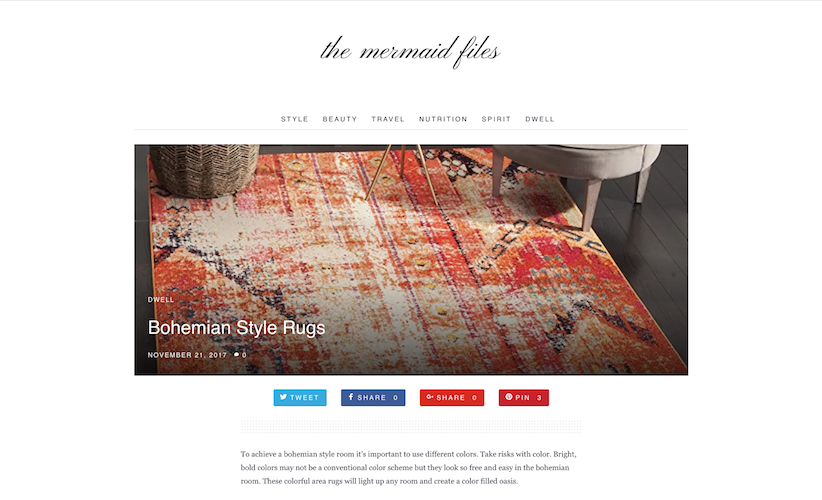 the mermaid files
STYLE BEAUTY TRAVEL NUTRITION SPIRIT DWELL
DWELL
Bohemian Style Rugs
NOVEMBER 21, 2017 0
TWEET SHARE 0 SHARE 0 PIN 3
To achieve a bohemian style room it's important to use different colors. Take risks with color. Bright,
bold colors may not be a conventional color scheme but they look so free and easy in the bohemian
room. These colorful area rugs will light up any room and create a color filled oasis.